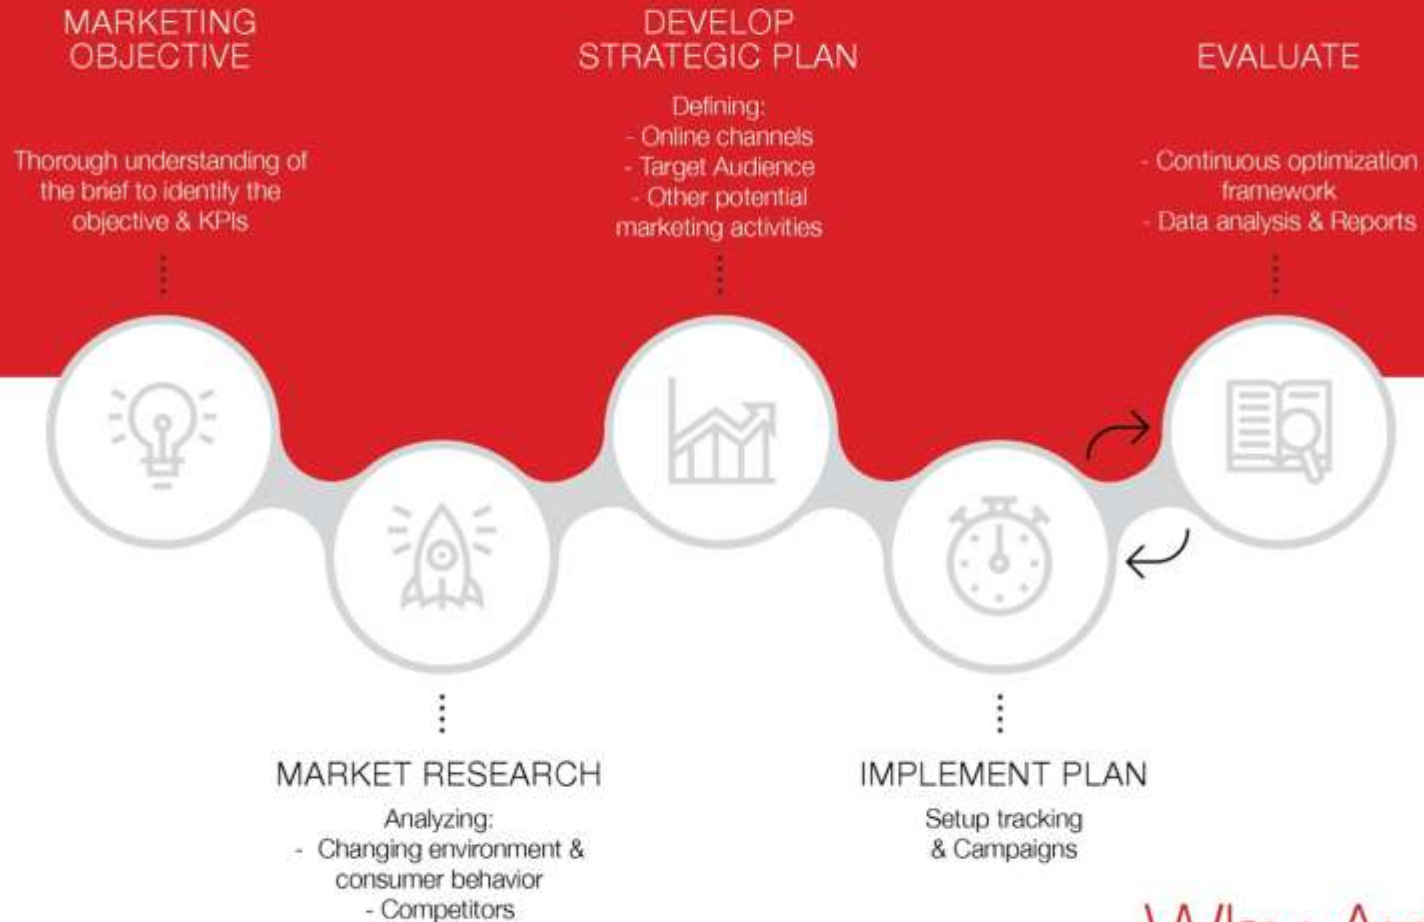 MARKETING
OBJECTIVE
Thorough understanding of
the brief to identify the
objective & KPIs
MARKET RESEARCH
Analyzing:
- Changing environment &
consumer behavior
- Competitors
DEVELOP
STRATEGIC PLAN
Defining:
- Online channels
- Target Audience
- Other potential
marketing activities
IMPLEMENT PLAN
Setup tracking
& Campaigns
EVALUATE
- Continuous optimization
framework
- Data analysis & Reports